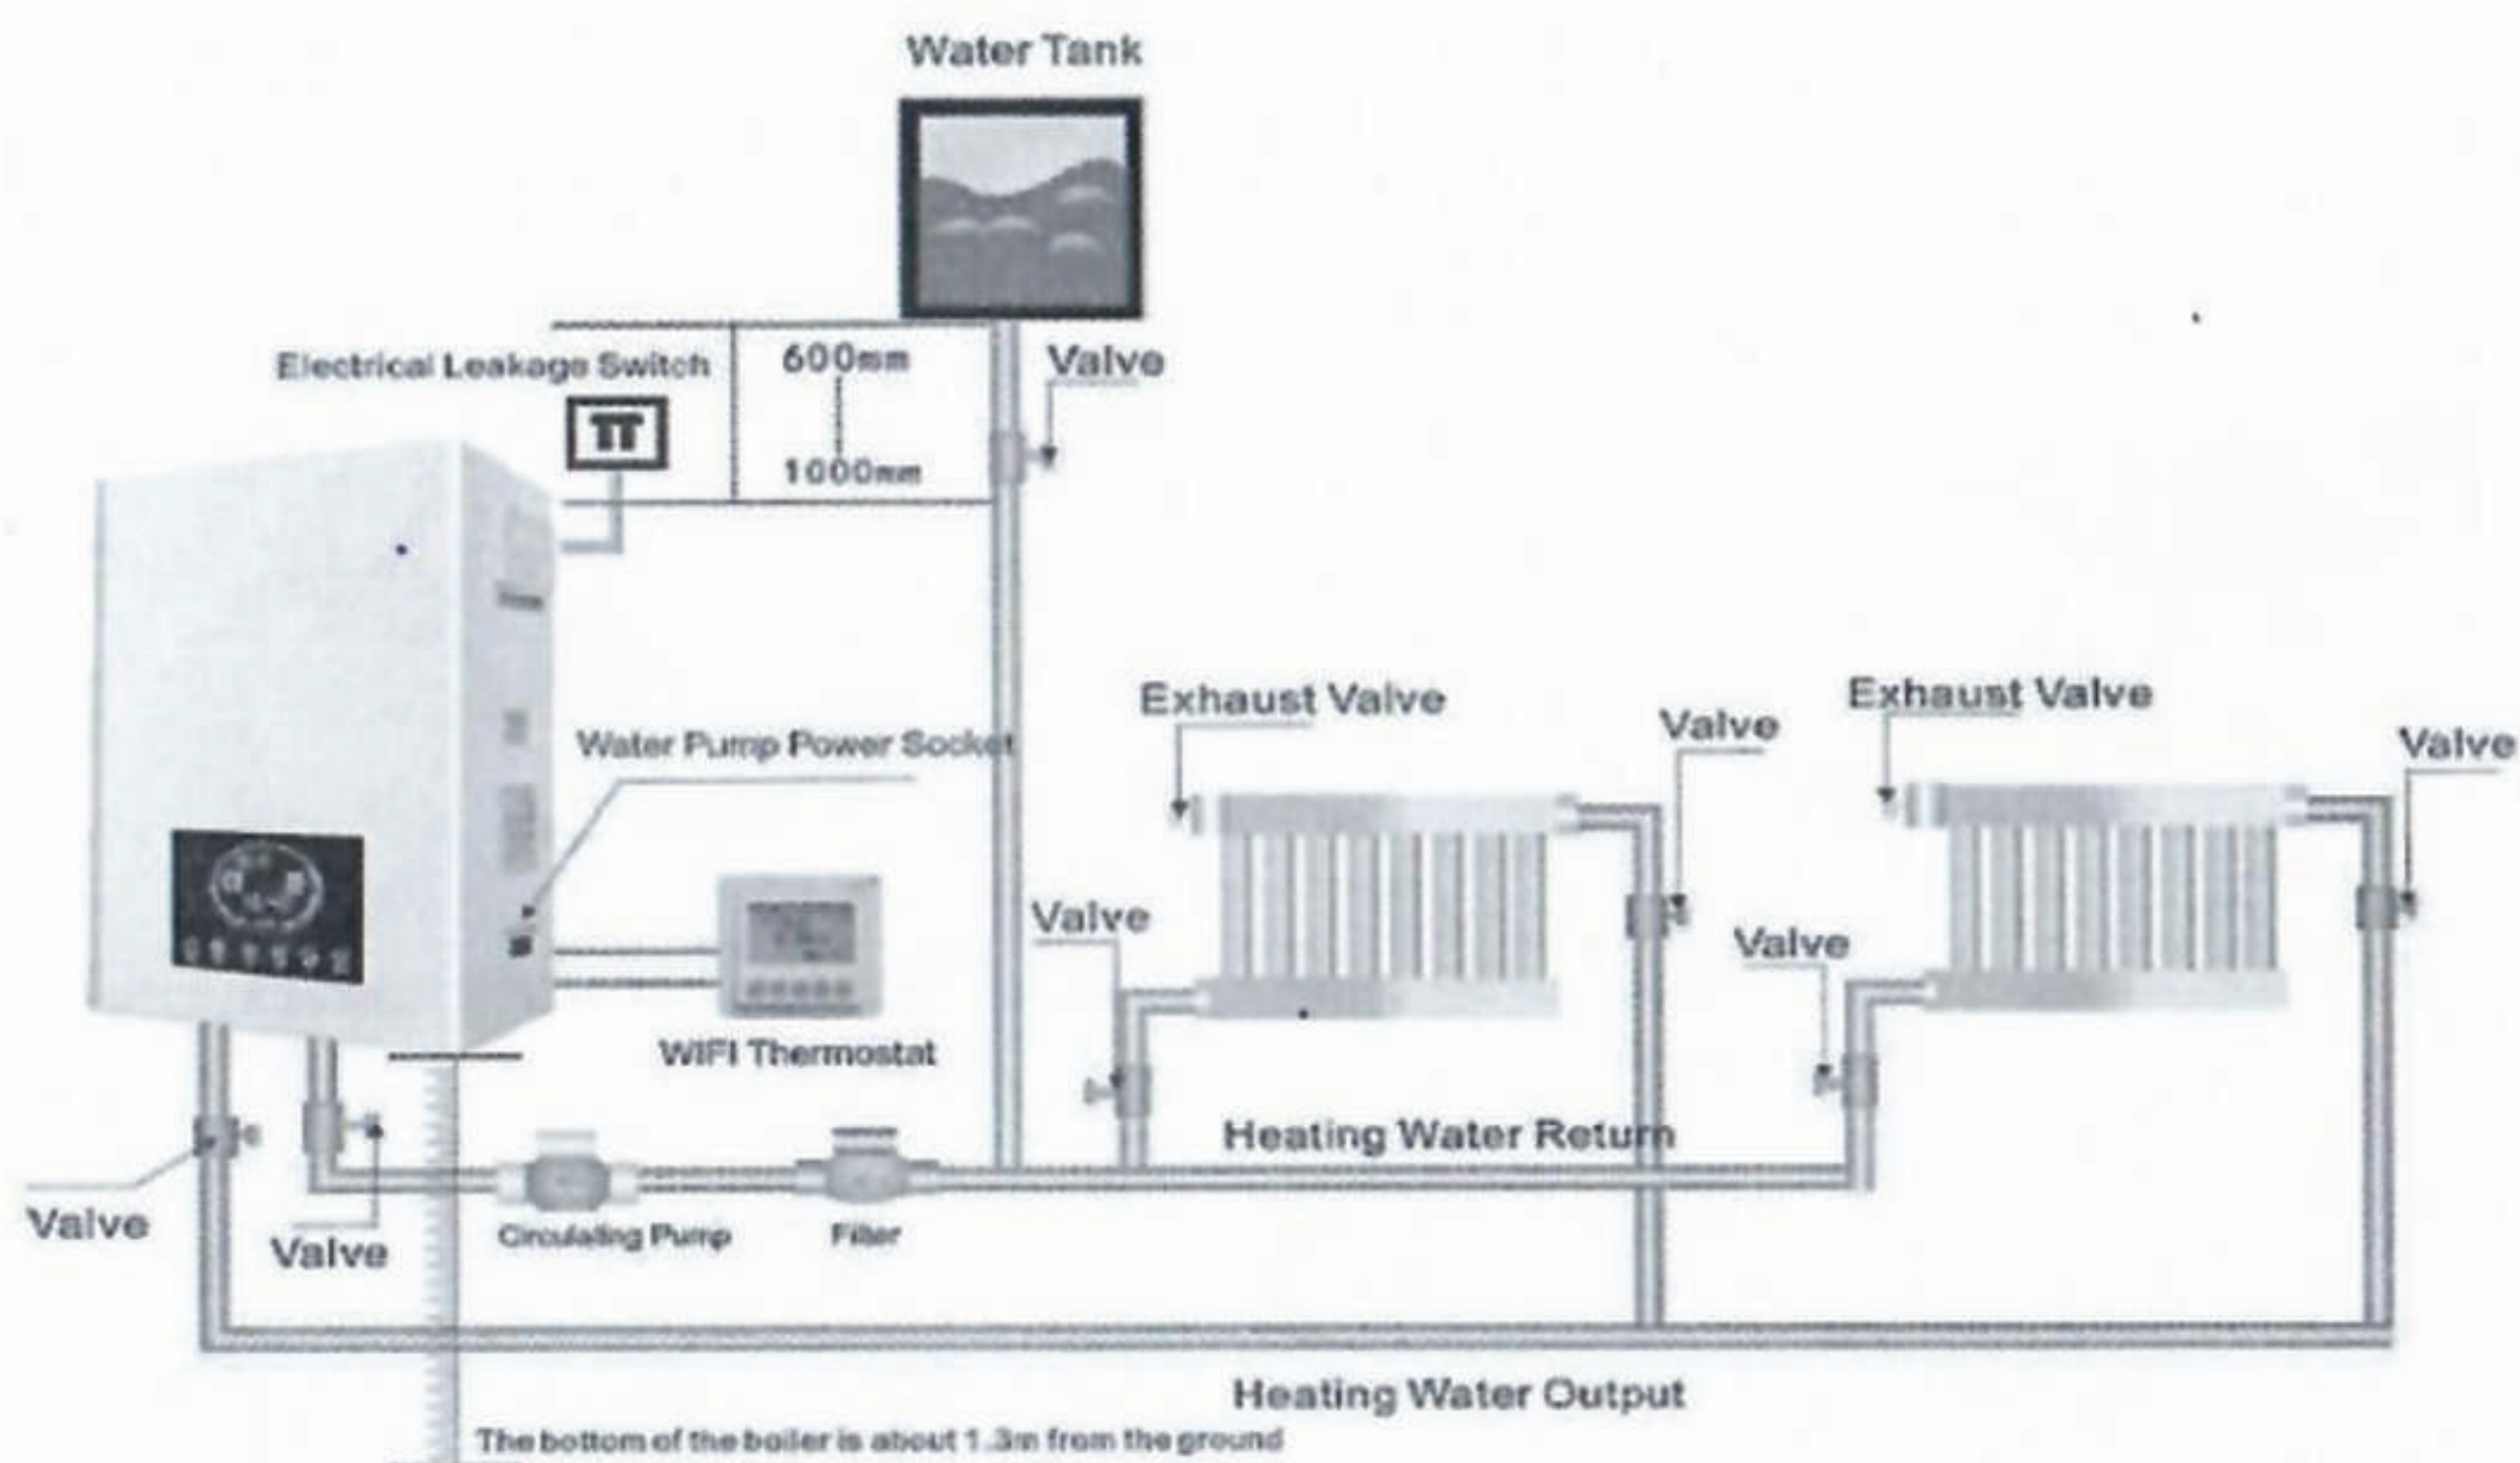 Water Tank
Electrical Leakage Switch
600mm
Valve
1000mm
Exhaust Valve
Exhaust Valve
Valve
Valve
Water Pump Power Socket
Valve
Valve
WIFI Thermostat
Heating Water Return
Valve
Valve
Circulating Pump
Filter
Heating Water Output
The bottom of the boiler is about 1.3m from the ground